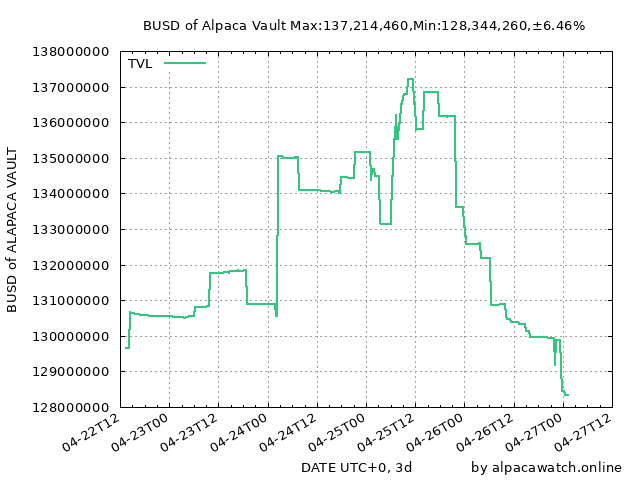 BUSD of Alpaca Vault Max:137,214,460,Min:128,344,260,±6.46%
138000000
137000000
136000000
135000000
134000000
133000000
132000000
131000000
130000000
129000000
128000000
BUSD of ALAPACA VAULT
TVL
04-22T12
04-23T00
04-23T12
04-24T00
04-24T12
04-25T00
04-25T12
04-26T00
04-26T12
04-27T00
04-27T12
DATE UTC+0, 3d
by alpacawatch.online